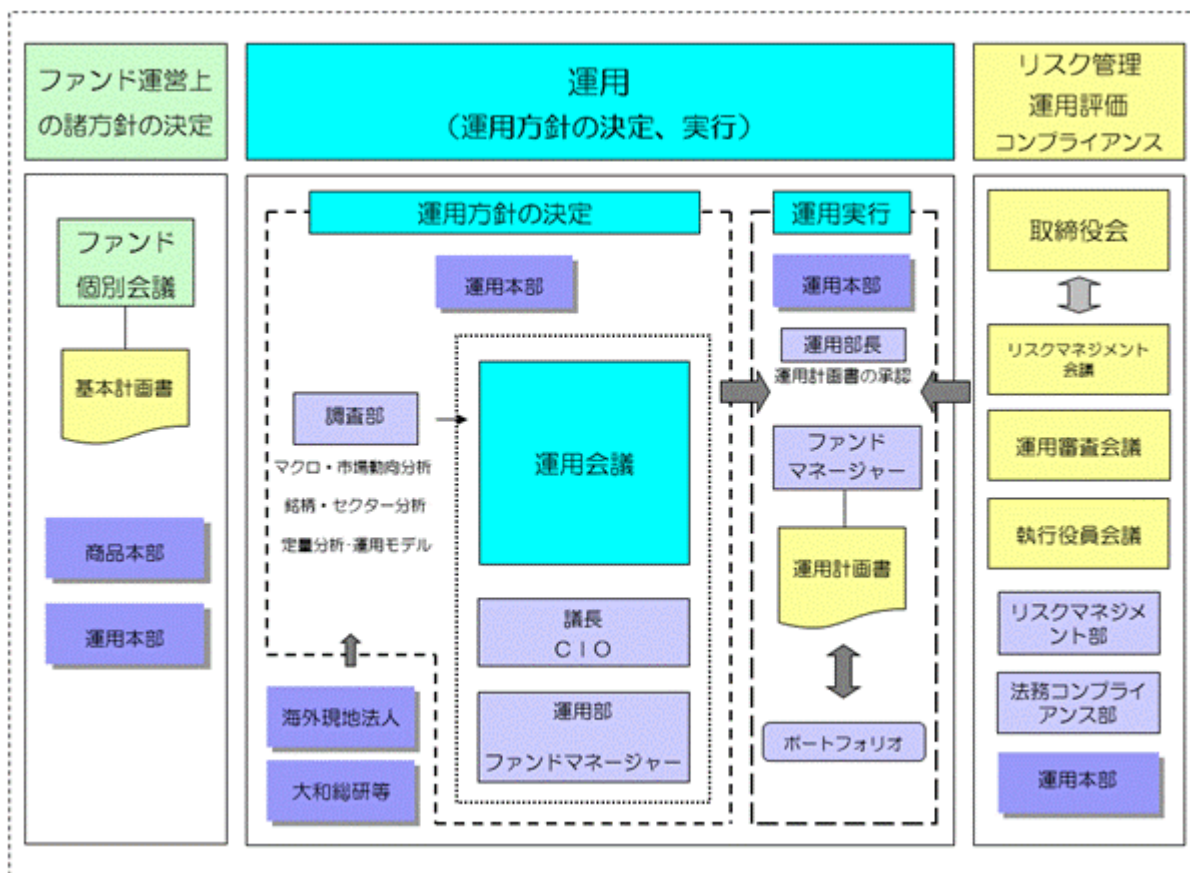 ファンド運営上
の諸方針の決定
運用
（運用方針の決定、実行）
リスク管理
運用評価
コンプライアンス
ファンド
個別会議
基本計画書
商品本部
運用本部
運用方針の決定
運用本部
調査部
マクロ・市場動向分析
銘柄・セクター分析
定量分析・運用モデル
運用会議
議長
ＣＩＯ
運用部
ファンドマネージャー
海外現地法人
大和総研等
運用実行
運用本部
運用部長
運用計画書の承認
ファンド
マネージャー
運用計画書
ポートフォリオ
取締役会
リスクマネジメント
会議
運用審査会議
執行役員会議
リスクマネジメ
ント部
法務コンプライ
アンス部
運用本部